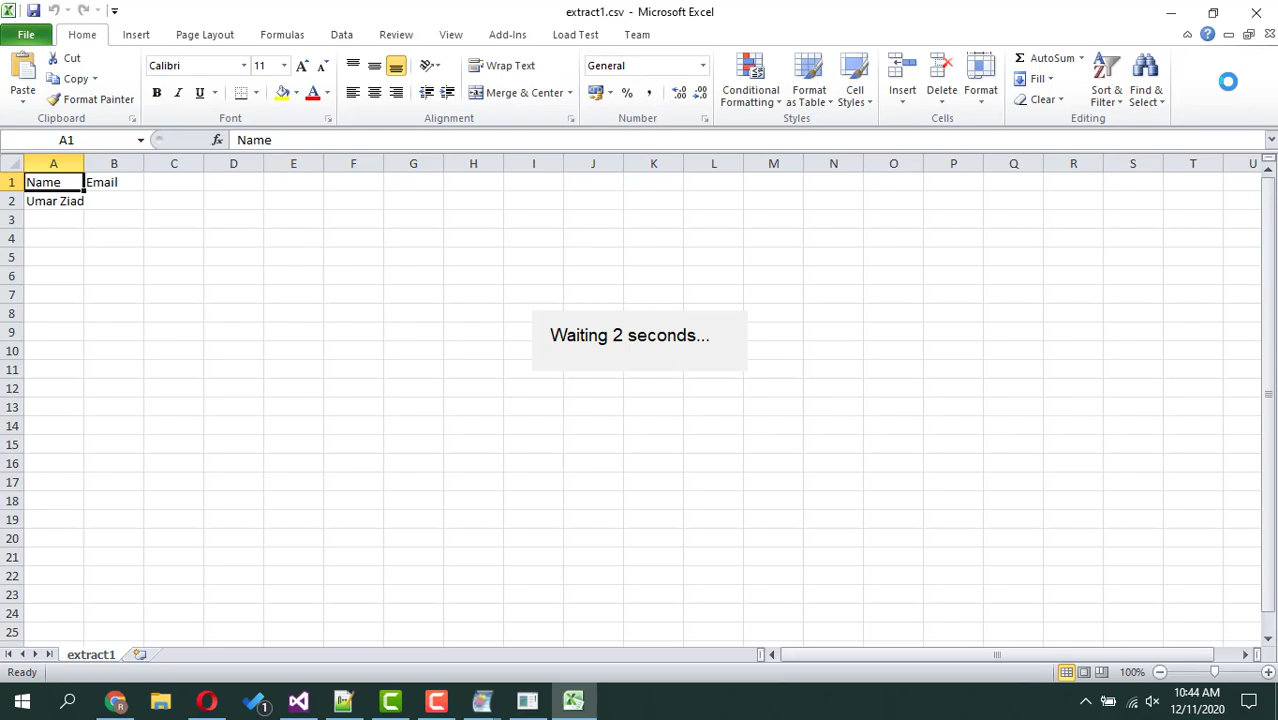 extract1.csv - Microsoft Excel
File Home Insert Page Layout Formulas Data Review View Add-Ins Load Test Team
Paste
Cut
Copy
Format Painter
Clipboard
Calibri 11
B I U
Font
Wrap Text
Merge & Center
Alignment
General
Number
Conditional Formatting
Format as Table
Cell Styles
Styles
Insert
Delete
Format
Cells
Σ AutoSum
Fill
Clear
Sort & Filter
Find & Select
Editing
A1 fx Name
A B C D E F G H I J K L M N O P Q R S T U
1 Name Email
2 Umar Ziad
3
4
5
6
7
8
Waiting 2 seconds...
9
10
11
12
13
14
15
16
17
18
19
20
21
22
23
24
25
extract1
Ready 100%
1
10:44 AM
12/11/2020